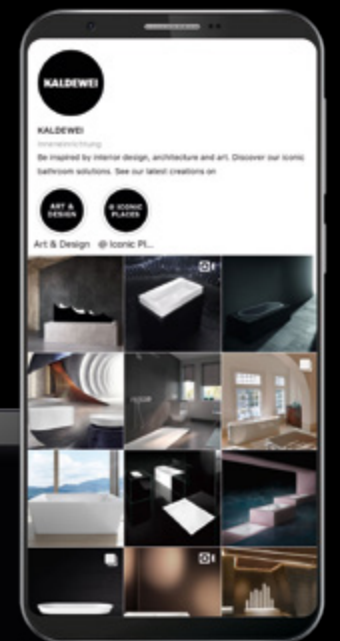 KALDEWEI
KALDEWEI
Inneneinrichtung
Be inspired by interior design, architecture and art. Discover our iconic
bathroom solutions. See our latest creations on
ART &
DESIGN
@ ICONIC
PLACES
Art & Design
@ Iconic Pl...